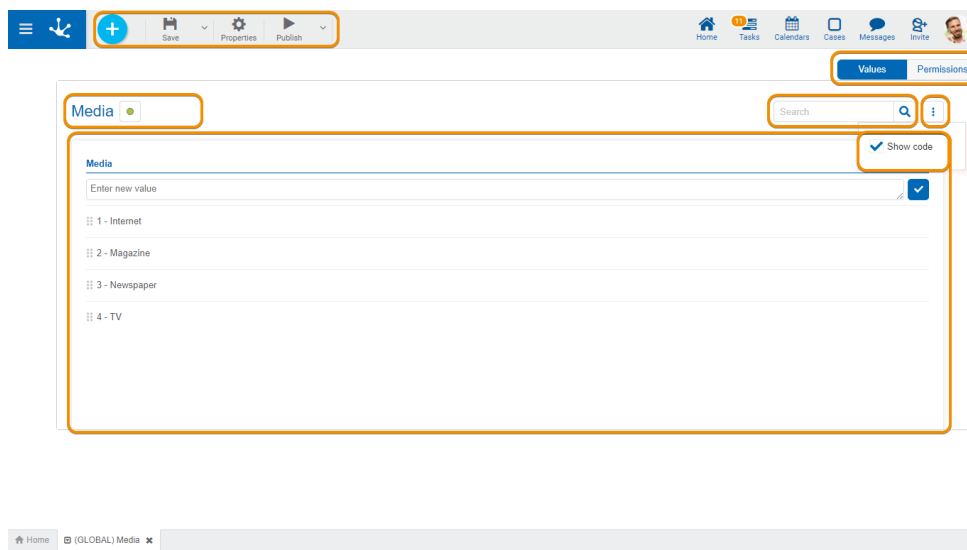 11
Save Properties Publish Home Tasks Calendars Cases Messages Invite
Values Permissions
Media Search
Show code
Media
Enter new value
1 - Internet
2 - Magazine
3 - Newspaper
4 - TV
Home (GLOBAL) Media